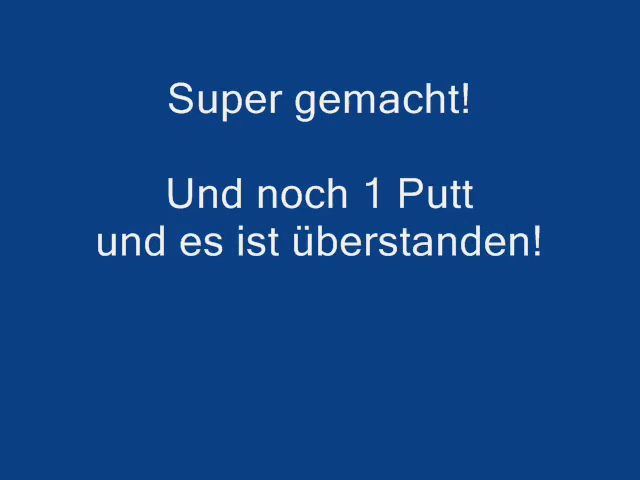 Super gemacht!
Und noch 1 Putt
und es ist überstanden!